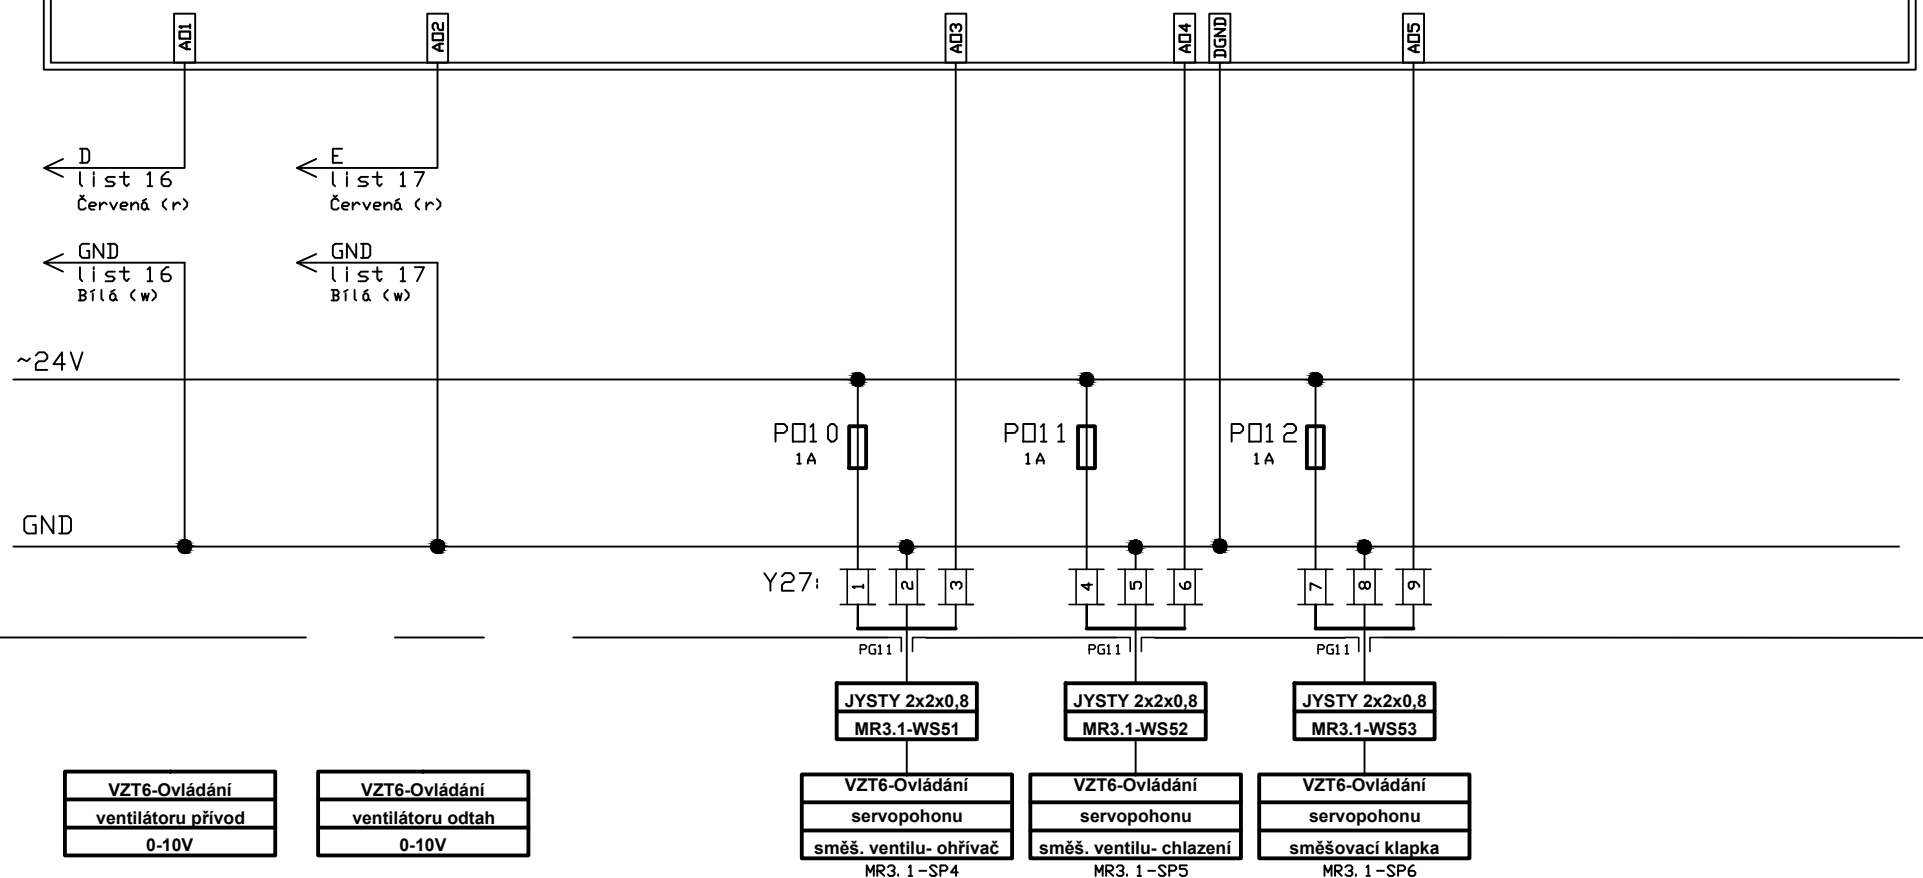 AO1
AO2
AO3
AO4
DGND
AO5
D
list 16
Červená (r)
E
list 17
Červená (r)
GND
list 16
Bílá (w)
GND
list 17
Bílá (w)
~24V
PO10
1A
PO11
1A
PO12
1A
GND
Y27:
1
2
3
4
5
6
7
8
9
PG11
PG11
PG11
JYSTY 2x2x0,8
MR3.1-WS51
JYSTY 2x2x0,8
MR3.1-WS52
JYSTY 2x2x0,8
MR3.1-WS53
VZT6-Ovládání
ventilátoru přívod
0-10V
VZT6-Ovládání
ventilátoru odtah
0-10V
VZT6-Ovládání
servopohonu
směš. ventilu- ohřívač
MR3.1-SP4
VZT6-Ovládání
servopohonu
směš. ventilu- chlazení
MR3.1-SP5
VZT6-Ovládání
servopohonu
směšovací klapka
MR3.1-SP6